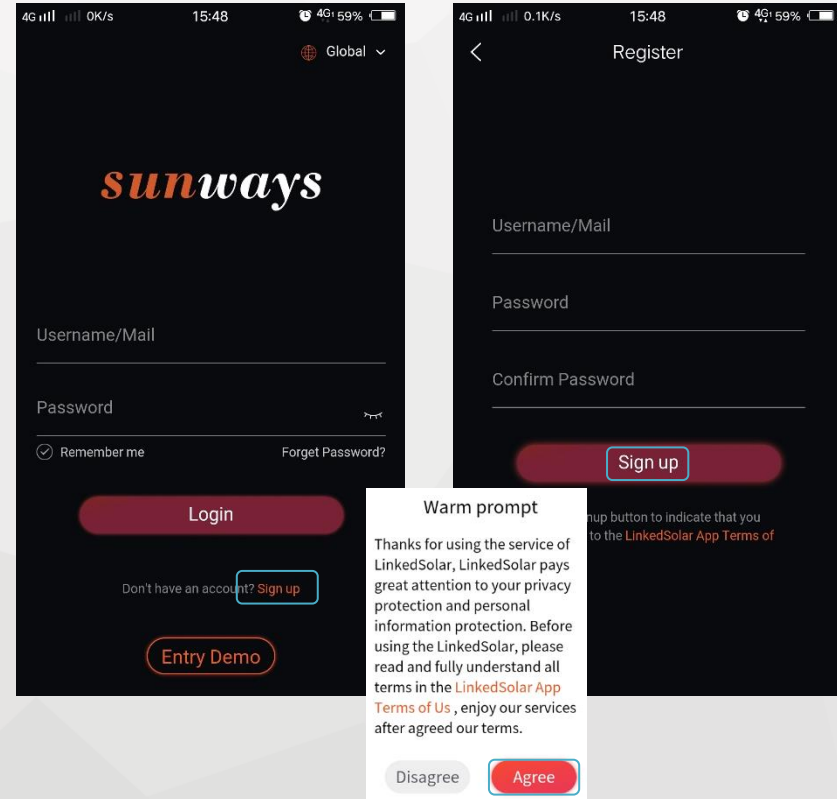 4G 0K/s 15:48 4G 59%
Global
sunways
Username/Mail
Password
Remember me Forget Password?
Login
Don't have an account? Sign up
Entry Demo
4G 0.1K/s 15:48 4G 59%
Register
Username/Mail
Password
Confirm Password
Sign up
button to indicate that you
to the LinkedSolar App Terms of
Warm prompt
Thanks for using the service of
LinkedSolar, LinkedSolar pays
great attention to your privacy
protection and personal
information protection. Before
using the LinkedSolar, please
read and fully understand all
terms in the LinkedSolar App
Terms of Us , enjoy our services
after agreed our terms.
Disagree Agree